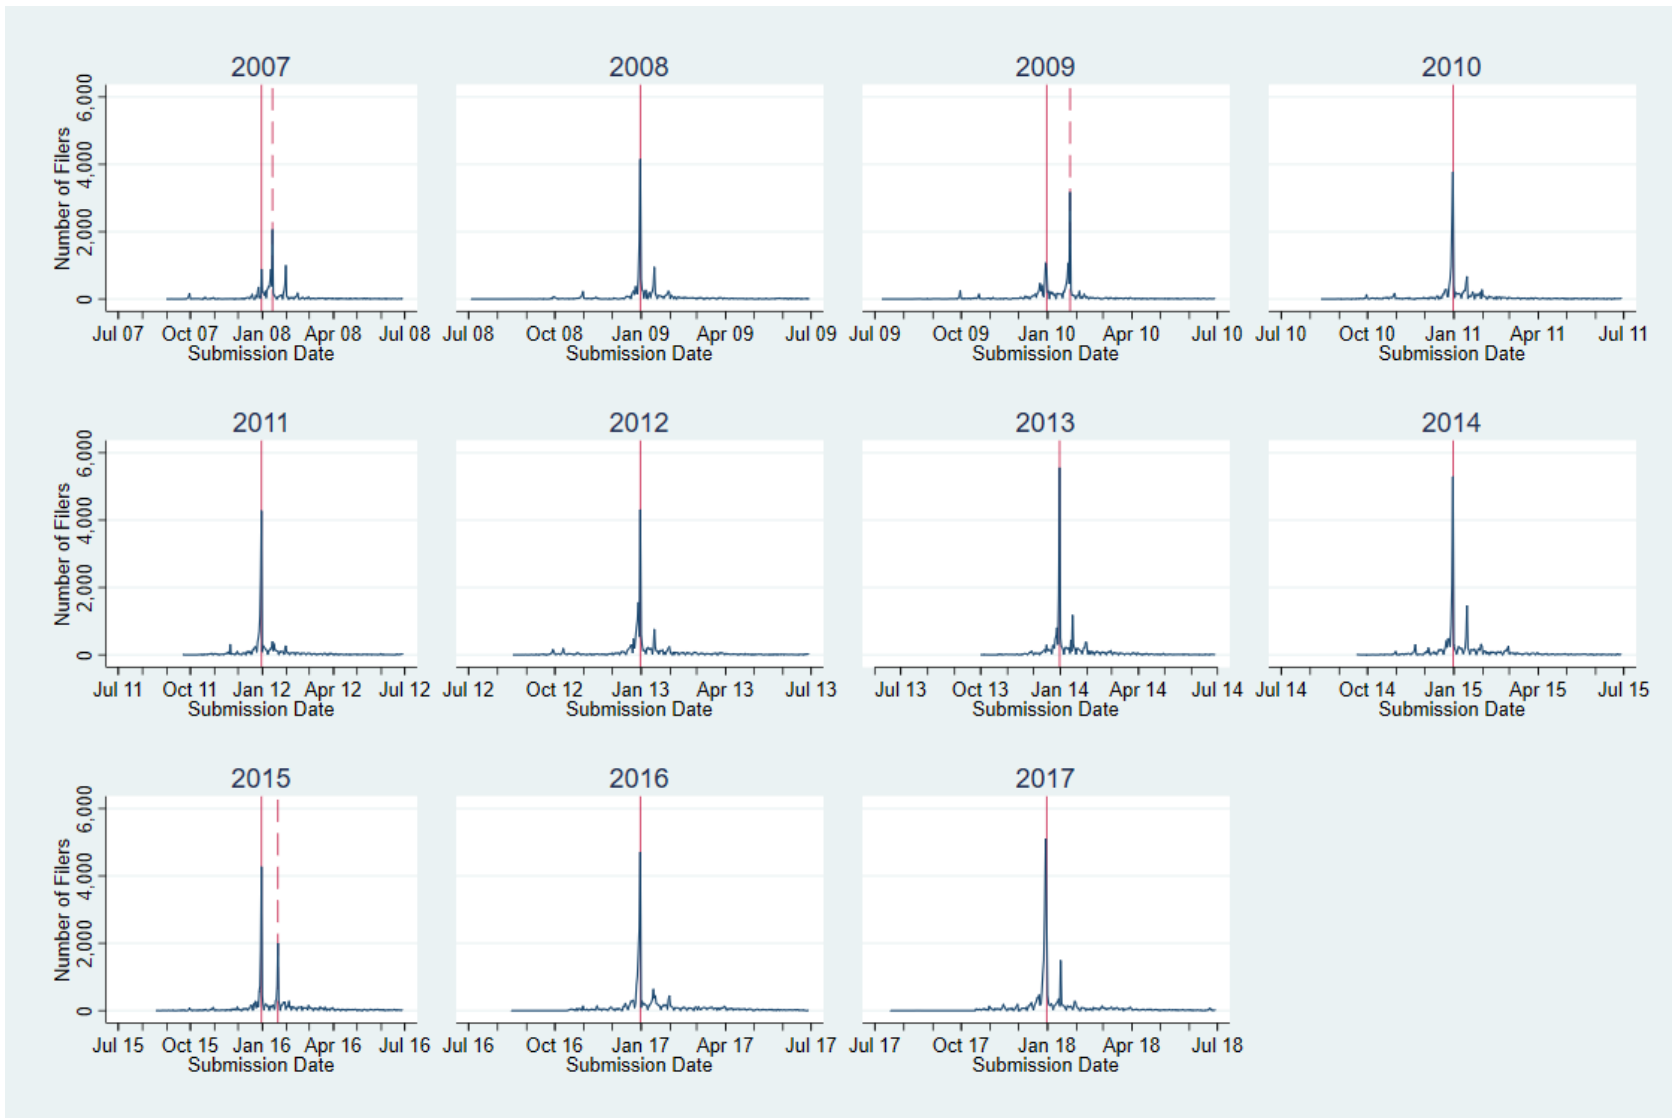 2007
2008
2009
2010
Number of Filers
6,000
4,000
2,000
0
Jul 07 Oct 07 Jan 08 Apr 08 Jul 08
Jul 08 Oct 08 Jan 09 Apr 09 Jul 09
Jul 09 Oct 09 Jan 10 Apr 10 Jul 10
Jul 10 Oct 10 Jan 11 Apr 11 Jul 11
Submission Date
Submission Date
Submission Date
Submission Date
2011
2012
2013
2014
Number of Filers
6,000
4,000
2,000
0
Jul 11 Oct 11 Jan 12 Apr 12 Jul 12
Jul 12 Oct 12 Jan 13 Apr 13 Jul 13
Jul 13 Oct 13 Jan 14 Apr 14 Jul 14
Jul 14 Oct 14 Jan 15 Apr 15 Jul 15
Submission Date
Submission Date
Submission Date
Submission Date
2015
2016
2017
Number of Filers
6,000
4,000
2,000
0
Jul 15 Oct 15 Jan 16 Apr 16 Jul 16
Jul 16 Oct 16 Jan 17 Apr 17 Jul 17
Jul 17 Oct 17 Jan 18 Apr 18 Jul 18
Submission Date
Submission Date
Submission Date